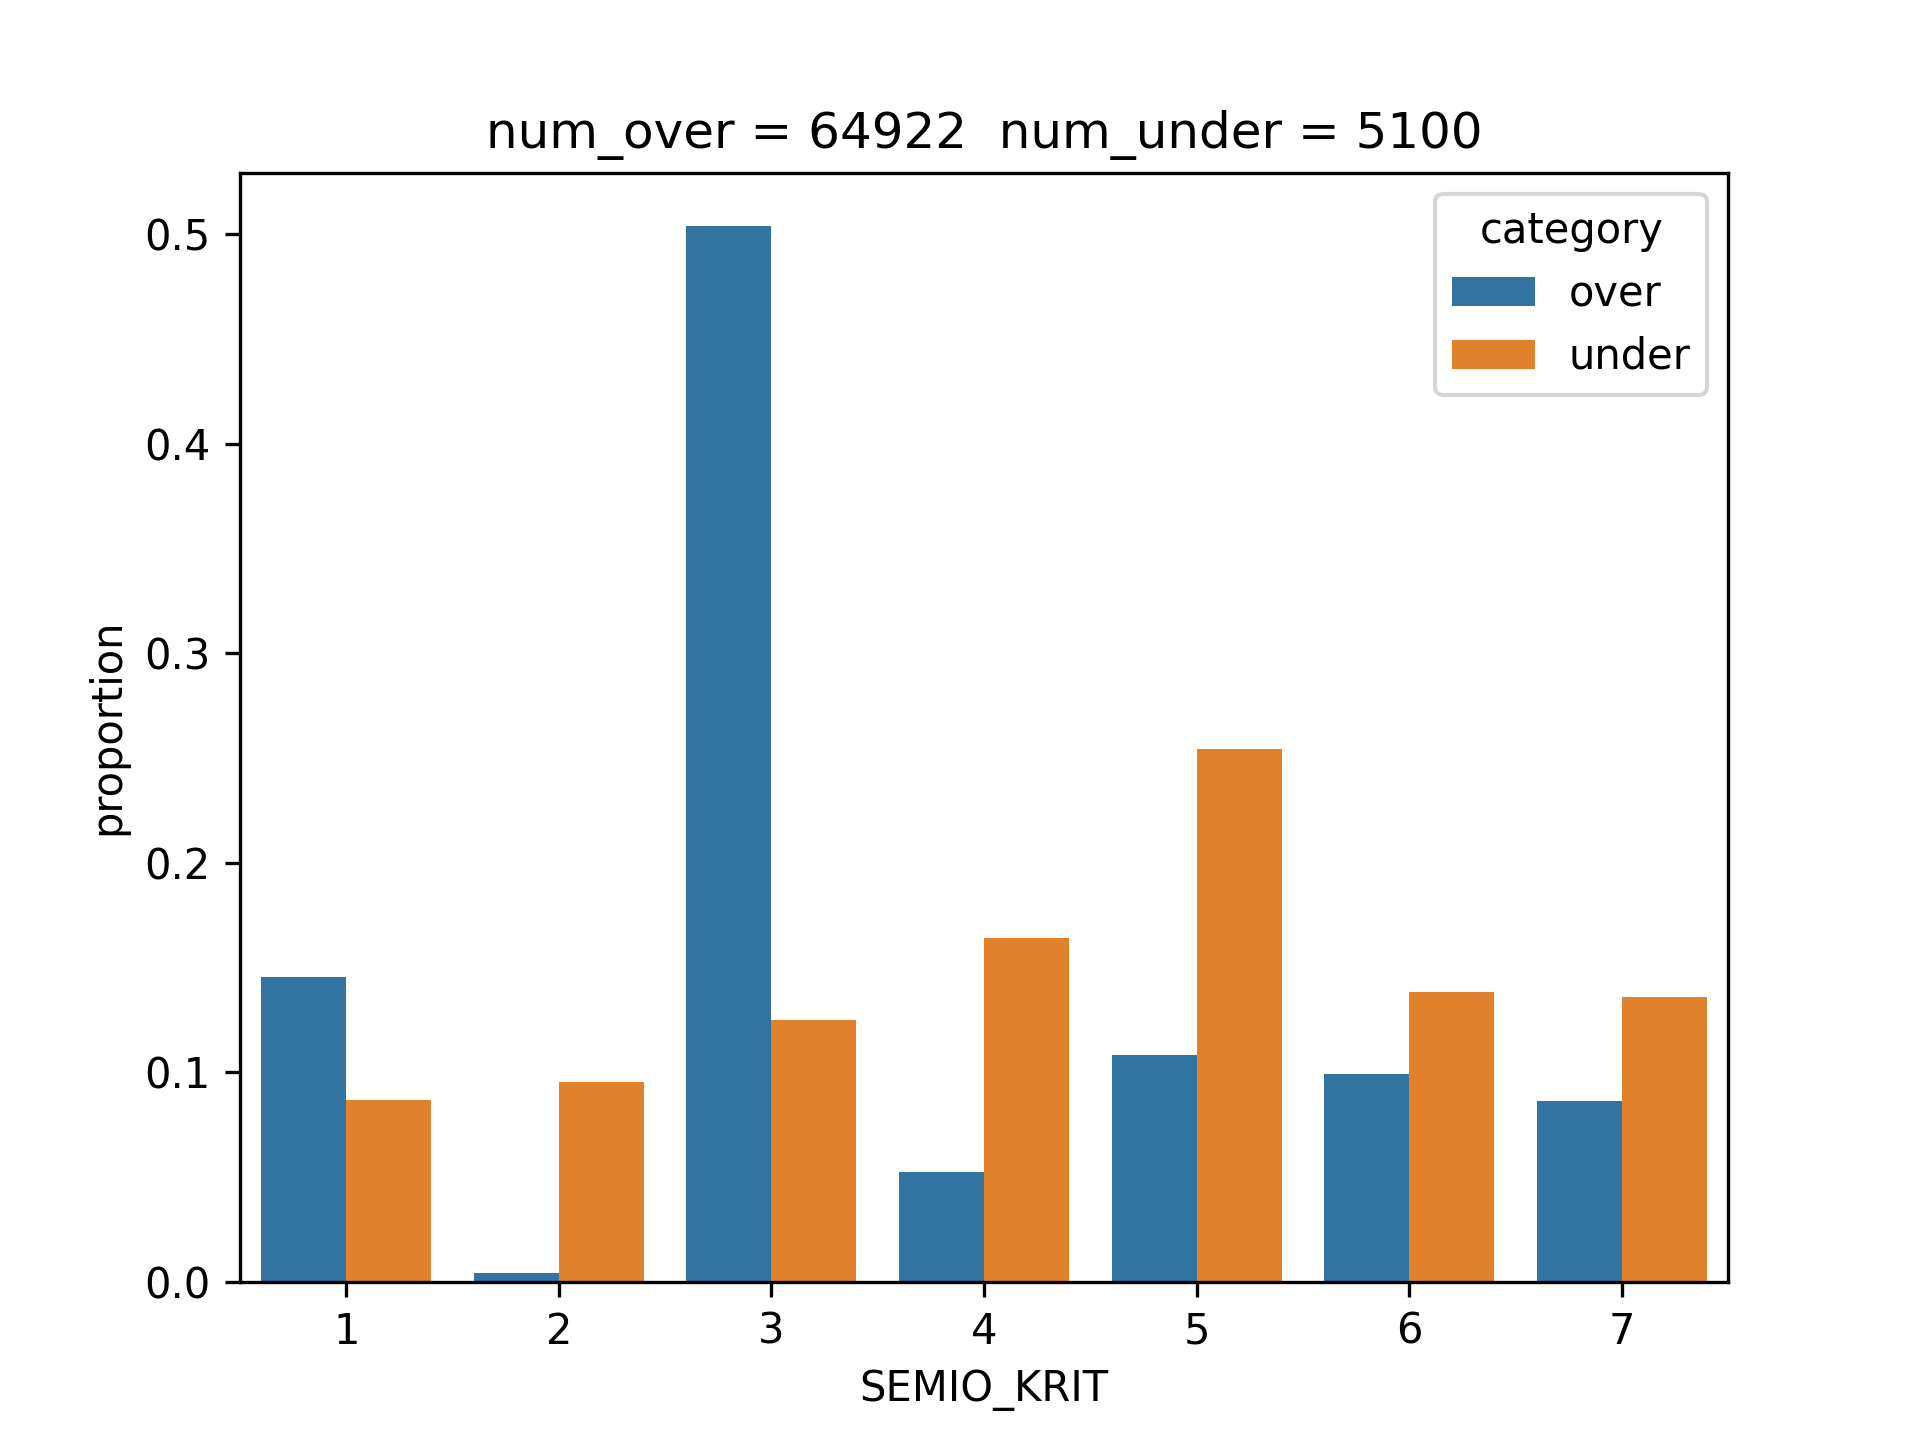 num_over = 64922  num_under = 5100
category
over
under
0.5
0.4
0.3
0.2
0.1
0.0
proportion
1 2 3 4 5 6 7
SEMIO_KRIT